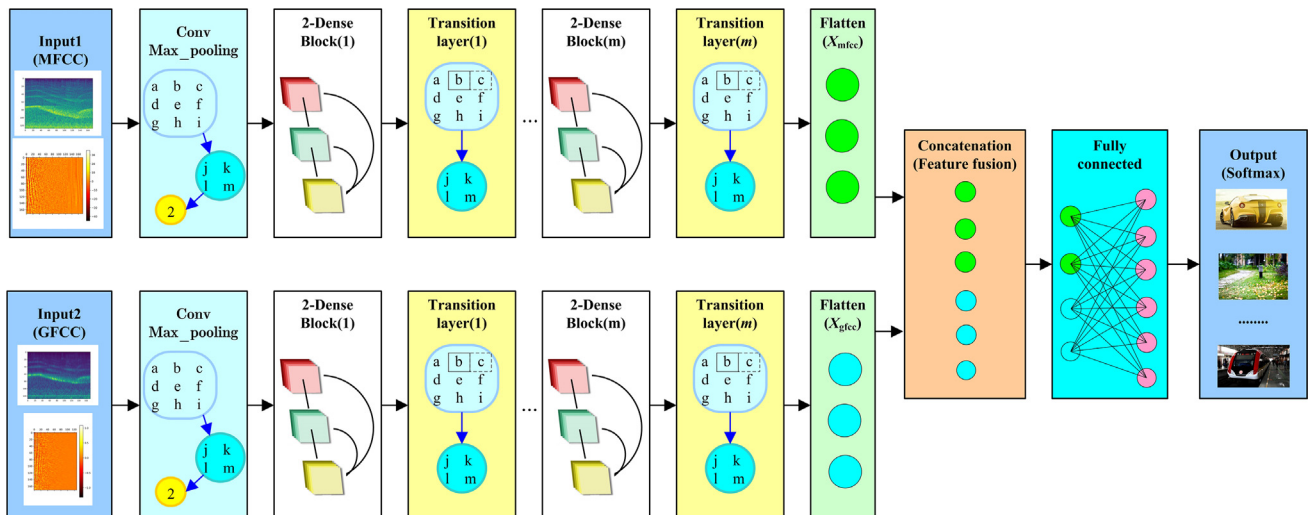 Input1
(MFCC)
Conv
Max_pooling
a b c
d e f
g h i
j k
l m
2
2-Dense
Block(1)
Transition
layer(1)
a b c
d e f
g h i
j k
l m
...
2-Dense
Block(m)
Transition
layer(m)
a b c
d e f
g h i
j k
l m
Flatten
(Xmfcc)
Input2
(GFCC)
Conv
Max_pooling
a b c
d e f
g h i
j k
l m
2
2-Dense
Block(1)
Transition
layer(1)
a b c
d e f
g h i
j k
l m
...
2-Dense
Block(m)
Transition
layer(m)
a b c
d e f
g h i
j k
l m
Flatten
(Xgfcc)
Concatenation
(Feature fusion)
Fully
connected
Output
(Softmax)
........